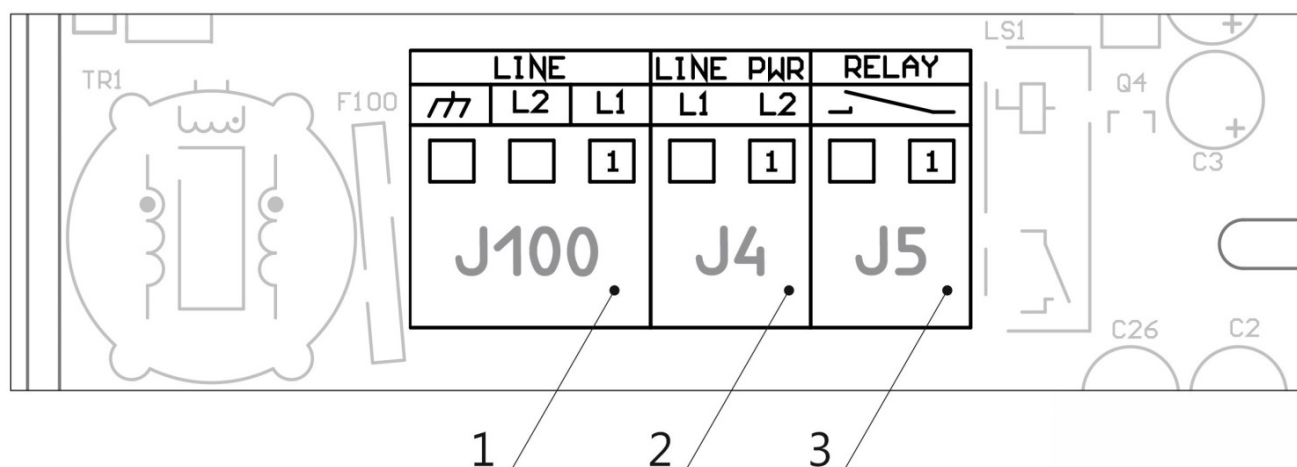 LS1
LINE LINE PWR RELAY
TR1 F100 L2 L1 L1 L2 Q4
1 1 1
C3
J100 J4 J5
C26 C2
1 2 3